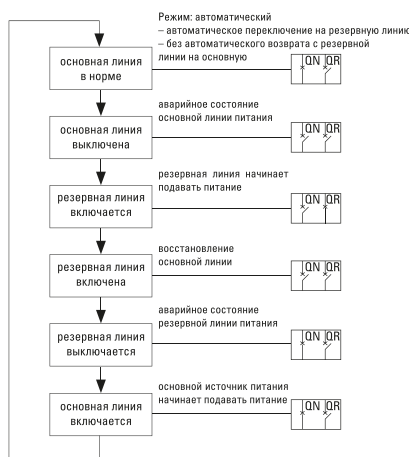 Режим: автоматический
– автоматическое переключение на резервную линию
– без автоматического возврата с резервной
линии на основную
основная линия
в норме
QN QR
аварийное состояние
основной линии питания
основная линия
выключена
QN QR
резервная линия начинает
подавать питание
резервная линия
включается
QN QR
восстановление
основной линии
резервная линия
включена
QN QR
аварийное состояние
резервной линии питания
резервная линия
выключается
QN QR
основной источник питания
начинает подавать питание
основная линия
включается
QN QR